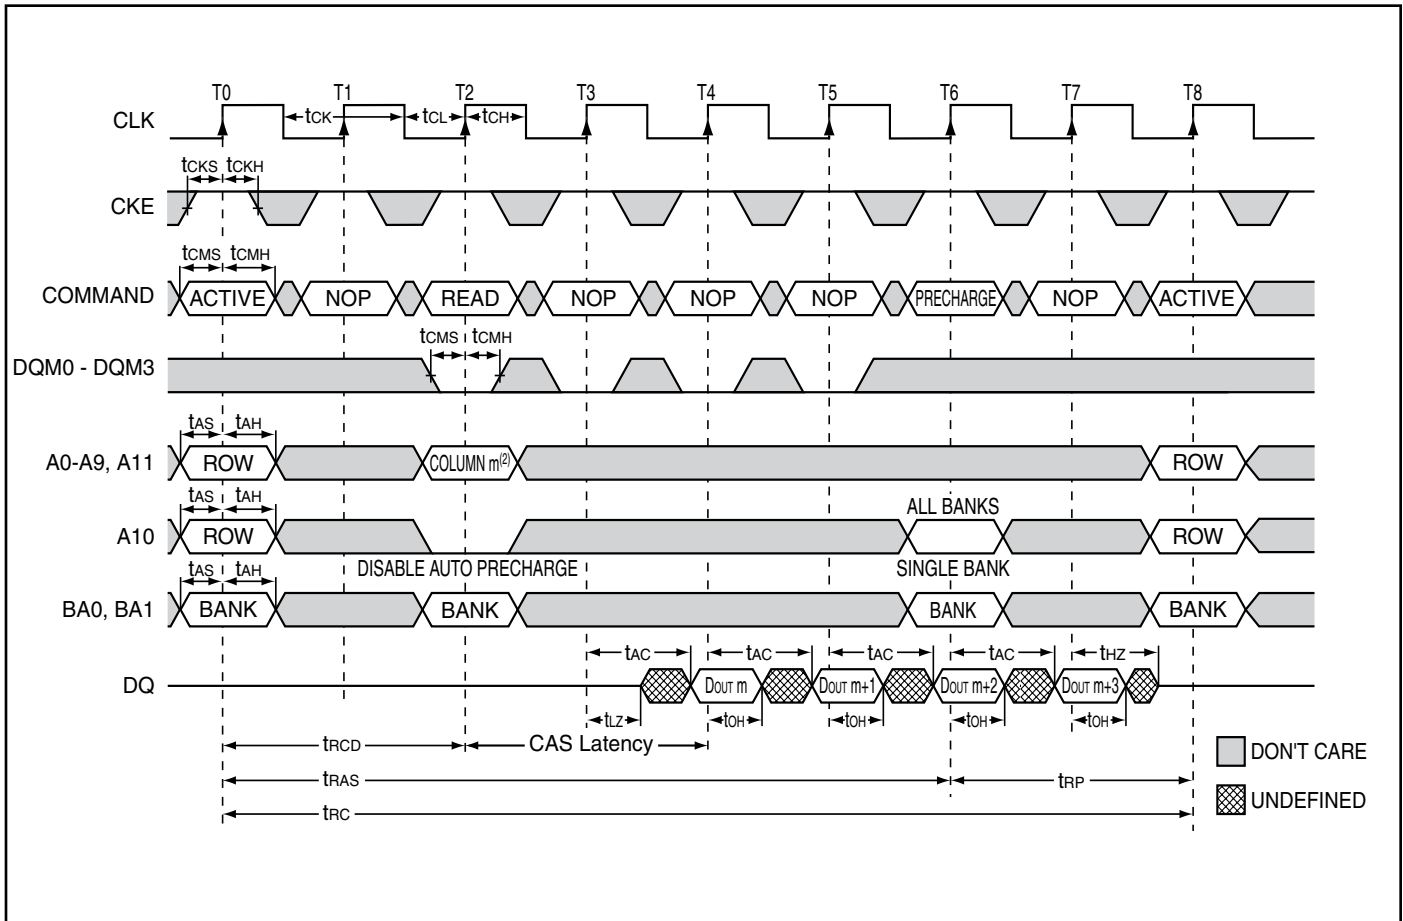 T0 T1 T2 T3 T4 T5 T6 T7 T8
CLK tCK tCL tCH
tCKS tCKH
CKE
tCMS tCMH
COMMAND ACTIVE NOP READ NOP NOP NOP PRECHARGE NOP ACTIVE
tCMS tCMH
DQM0 - DQM3
tAS tAH
A0-A9, A11 ROW COLUMN m(2) ROW
tAS tAH ALL BANKS
A10 ROW ROW
tAS tAH DISABLE AUTO PRECHARGE SINGLE BANK
BA0, BA1 BANK BANK BANK BANK
tAC tAC tAC tAC tHZ
DQ DOUT m DOUT m+1 DOUT m+2 DOUT m+3
tLZ tOH tOH tOH tOH
tRCD CAS Latency
DON'T CARE
tRAS tRP
UNDEFINED
tRC